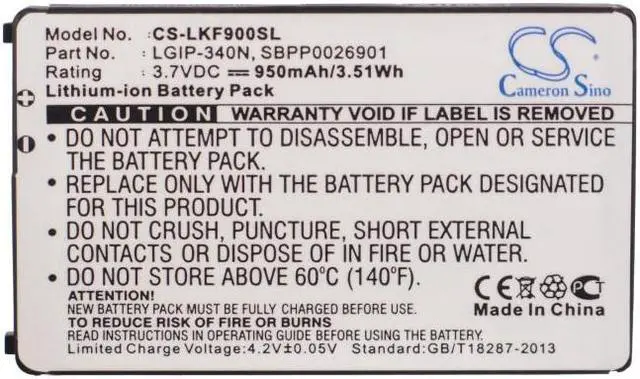 Model No.: CS-LKF900SL
Part No.: LGIP-340N, SBPP0026901
Rating : 3.7VDC ⎓ 950mAh/3.51Wh
Lithium-ion Battery Pack
CS
Cameron Sino
CAUTION WARRANTY VOID IF LABEL IS REMOVED
• DO NOT ATTEMPT TO DISASSEMBLE, OPEN OR SERVICE
THE BATTERY PACK.
• REPLACE ONLY WITH THE BATTERY PACK DESIGNATED
FOR THIS PRODUCT.
• DO NOT CRUSH, PUNCTURE, SHORT EXTERNAL
CONTACTS OR DISPOSE OF IN FIRE OR WATER.
• DO NOT STORE ABOVE 60°C (140°F).
ATTENTION!
NEW BATTERY PACK MUST BE FULLY CHARGED BEFORE USING
TO REDUCE RISK OF FIRE OR BURNS
READ INSTRUCTIONS IN BATTERY OPERATING GUIDE
Limited Charge Voltage:4.2V±0.05V Standard:GB/T18287-2013
CE PCT
Made In China